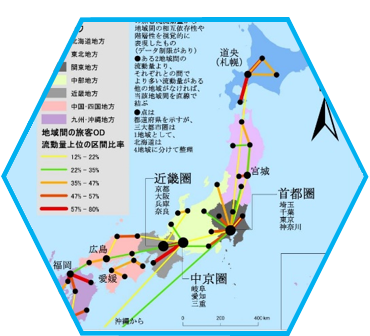 地域間の相互依存性や
階層性を視覚的に
表現したもの
(データ制限があり)
●ある2地域間の
流動量より、
それぞれとの間で
より多い流動量がある
他の地域がなければ、
当該地域間を直線で
結ぶ
●点は
都道府県を示すが、
三大都市圏は
1地域として、
北海道は
4地域に分けて整理
北海道地方
東北地方
関東地方
中部地方
近畿地方
中国・四国地方
九州・沖縄地方
地域間の旅客OD
流動量上位の区間比率
12%－22%
22%－35%
35%－47%
47%－57%
57%－80%
道央
(札幌)
宮城
首都圏
埼玉
千葉
東京
神奈川
近畿圏
京都
大阪
兵庫
奈良
広島
福岡
愛媛
中京圏
岐阜
愛知
三重
沖縄から
0 200 400 km